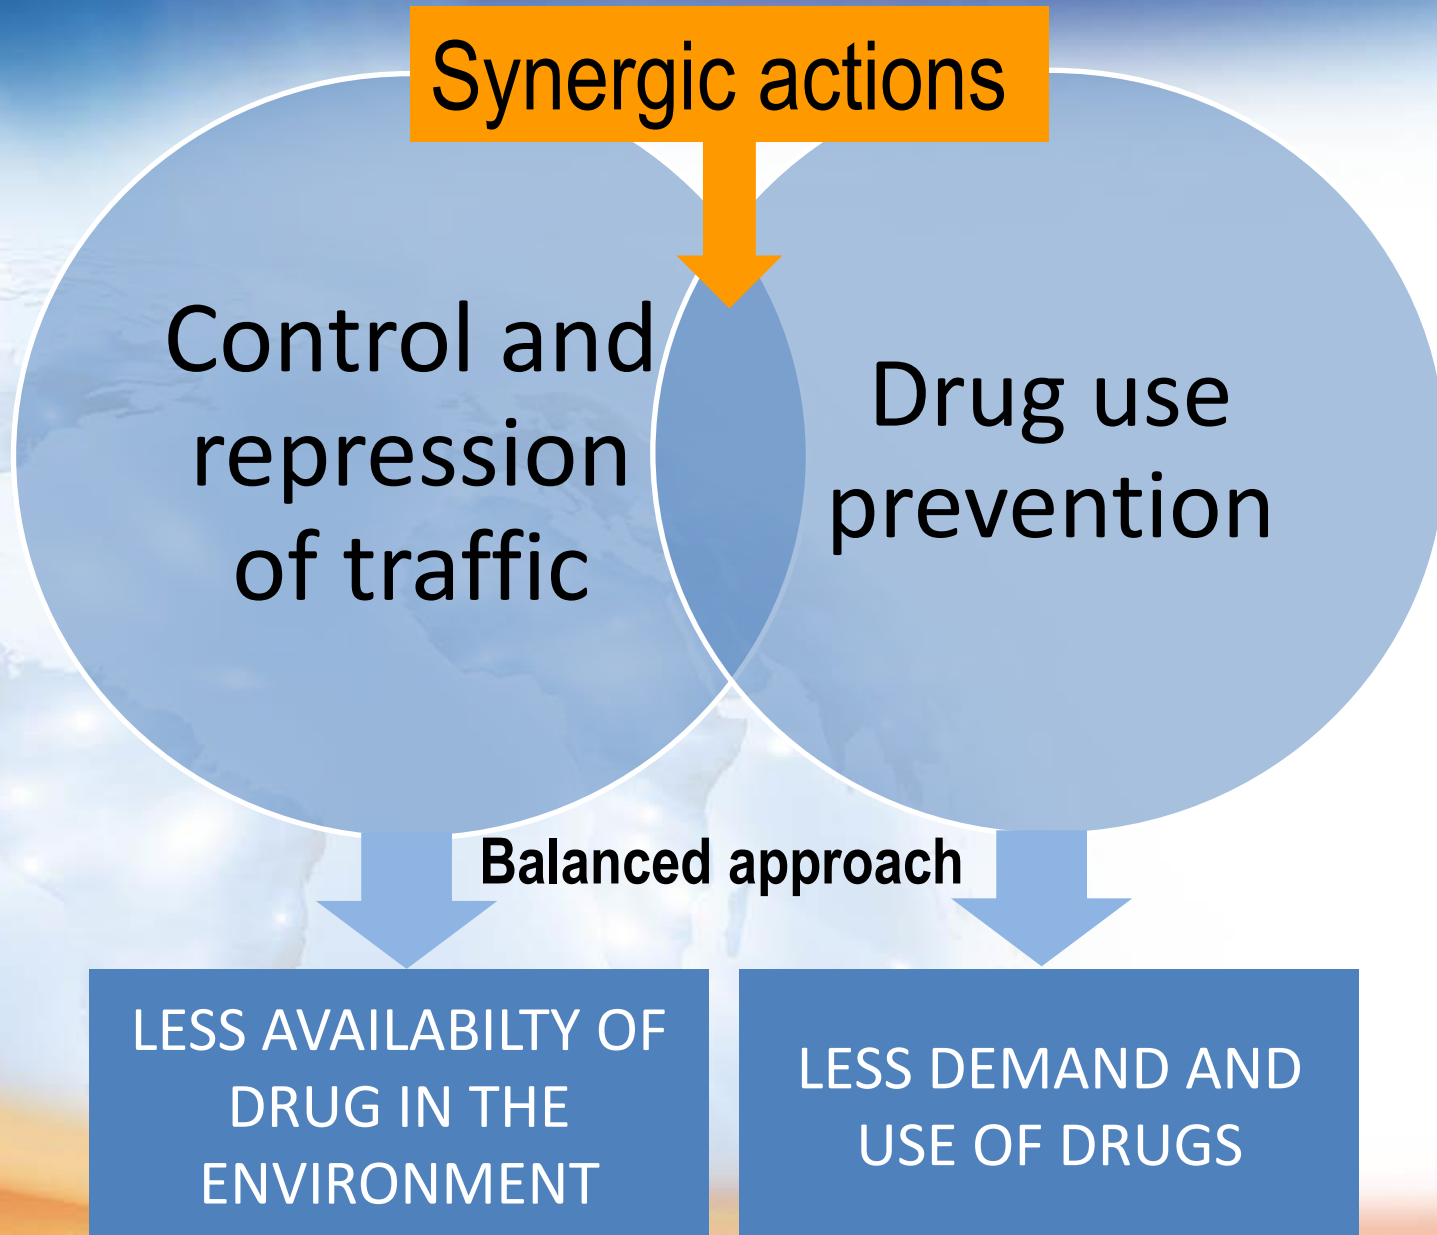 Synergic actions
Control and
repression
of traffic
Drug use
prevention
Balanced approach
LESS AVAILABILTY OF
DRUG IN THE
ENVIRONMENT
LESS DEMAND AND
USE OF DRUGS